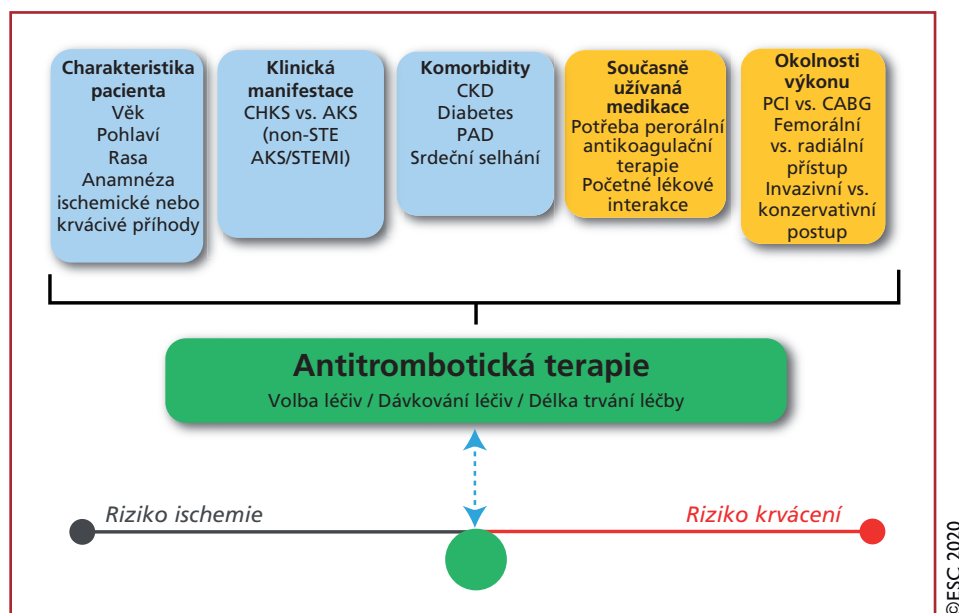 Charakteristika
pacienta
Věk
Pohlaví
Rasa
Anamnéza
ischemické nebo
krvácivé příhody
Klinická
manifestace
CHKS vs. AKS
(non-STE
AKS/STEMI)
Komorbidity
CKD
Diabetes
PAD
Srdeční selhání
Současně
užívaná
medikace
Potřeba perorální
antikoagulační
terapie
Početné lékové
interakce
Okolnosti
výkonu
PCI vs. CABG
Femorální
vs. radiální
přístup
Invazivní vs.
konzervativní
postup
Antitrombotická terapie
Volba léčiv / Dávkování léčiv / Délka trvání léčby
Riziko ischemie
Riziko krvácení
©ESC 2020